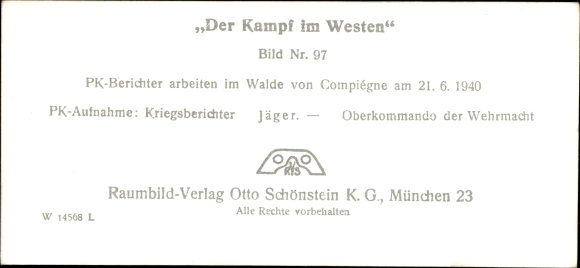 „Der Kampf im Westen“
Bild Nr. 97
PK-Berichter arbeiten im Walde von Compiégne am 21. 6. 1940
PK-Aufnahme: Kriegsberichter Jäger. — Oberkommando der Wehrmacht
RVS
Raumbild-Verlag Otto Schönstein K. G., München 23
Alle Rechte vorbehalten
W 14568 L